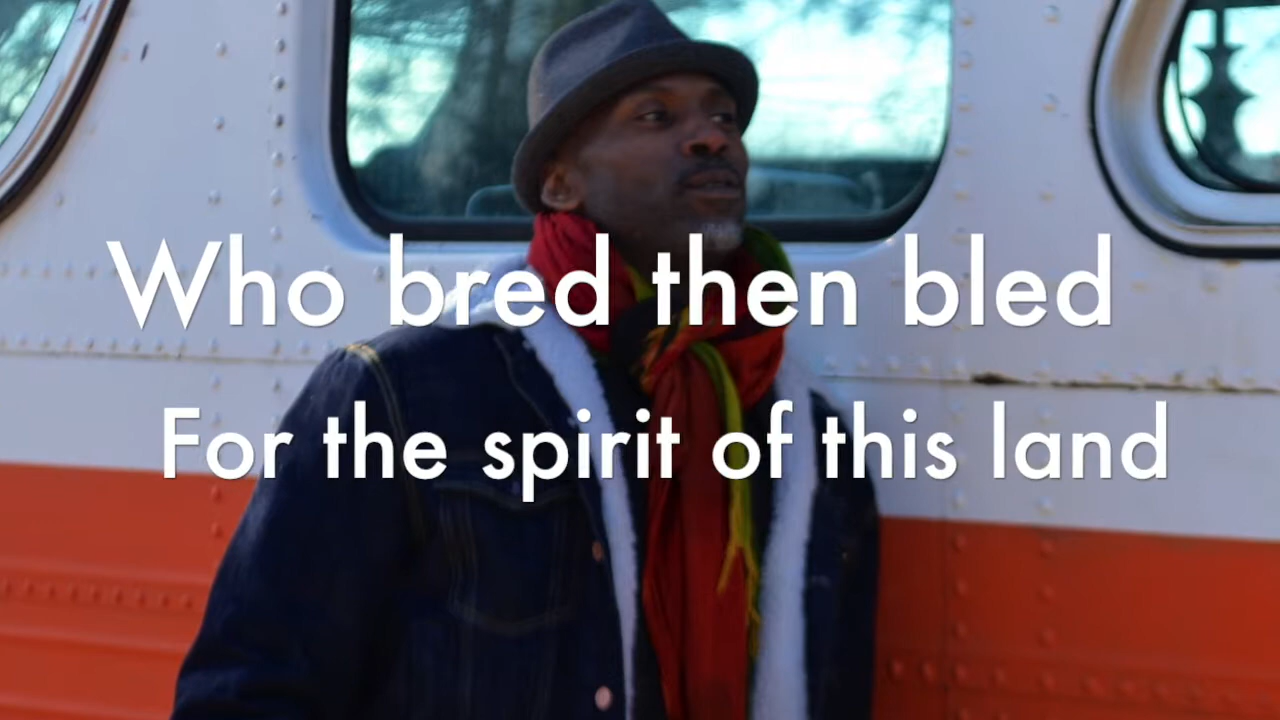 Who bred then bled
For the spirit of this land